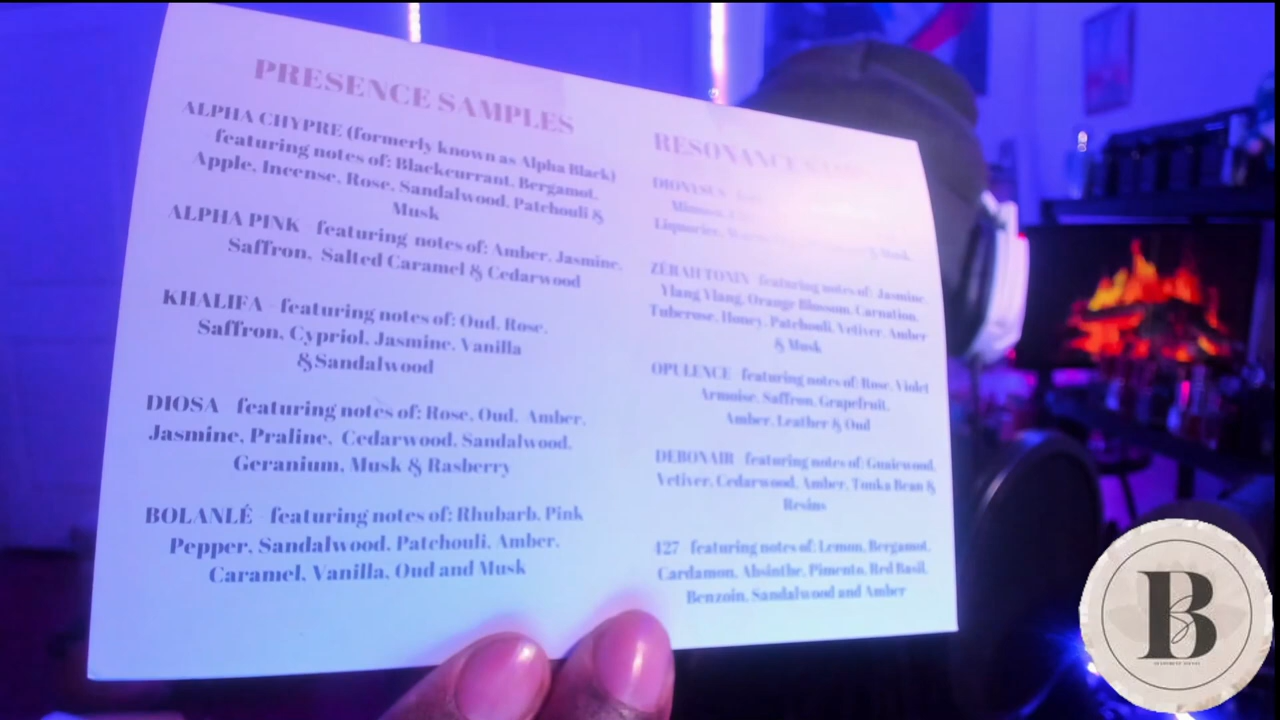 PRESENCE SAMPLES
ALPHA CHYPRE (formerly known as Alpha Black)
featuring notes of: Blackcurrant, Bergamot,
Apple, Incense, Rose, Sandalwood, Patchouli &
Musk
ALPHA PINK featuring notes of: Amber, Jasmine,
Saffron, Salted Caramel & Cedarwood
KHALIFA - featuring notes of: Oud, Rose,
Saffron, Cypriol, Jasmine, Vanilla
&Sandalwood
DIOSA featuring notes of: Rose, Oud, Amber,
Jasmine, Praline, Cedarwood, Sandalwood,
Geranium, Musk & Rasberry
BOLANLÉ - featuring notes of: Rhubarb, Pink
Pepper, Sandalwood, Patchouli, Amber,
Caramel, Vanilla, Oud and Musk
RESONANCE
DIONYSUS
Mimosa,
Liquorice, & Musk
featuring notes of: Jasmine,
Ylang Ylang, Orange Blossom, Carnation,
Tuberose, Honey, Patchouli, Vetiver, Amber
& Musk
OPULENCE featuring notes of: Rose, Violet
Armoise, Saffron, Grapefruit,
Amber, Leather & Oud
DEBONAIR featuring notes of: Guaicwood,
Vetiver, Cedarwood, Amber, Tonka Bean &
Resins
427 featuring notes of: Lemon, Bergamot,
Cardamon, Absinthe, Pimento, Red Basil,
Benzoin, Sandalwood and Amber
B